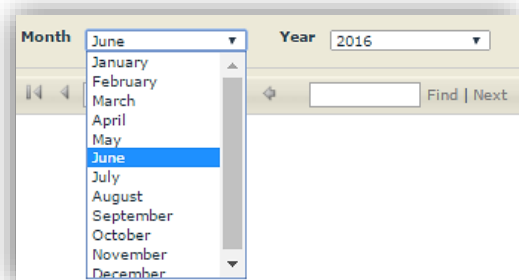 Month June Year 2016
January
February
March
April
May
June
Find | Next
July
August
September
October
November
December